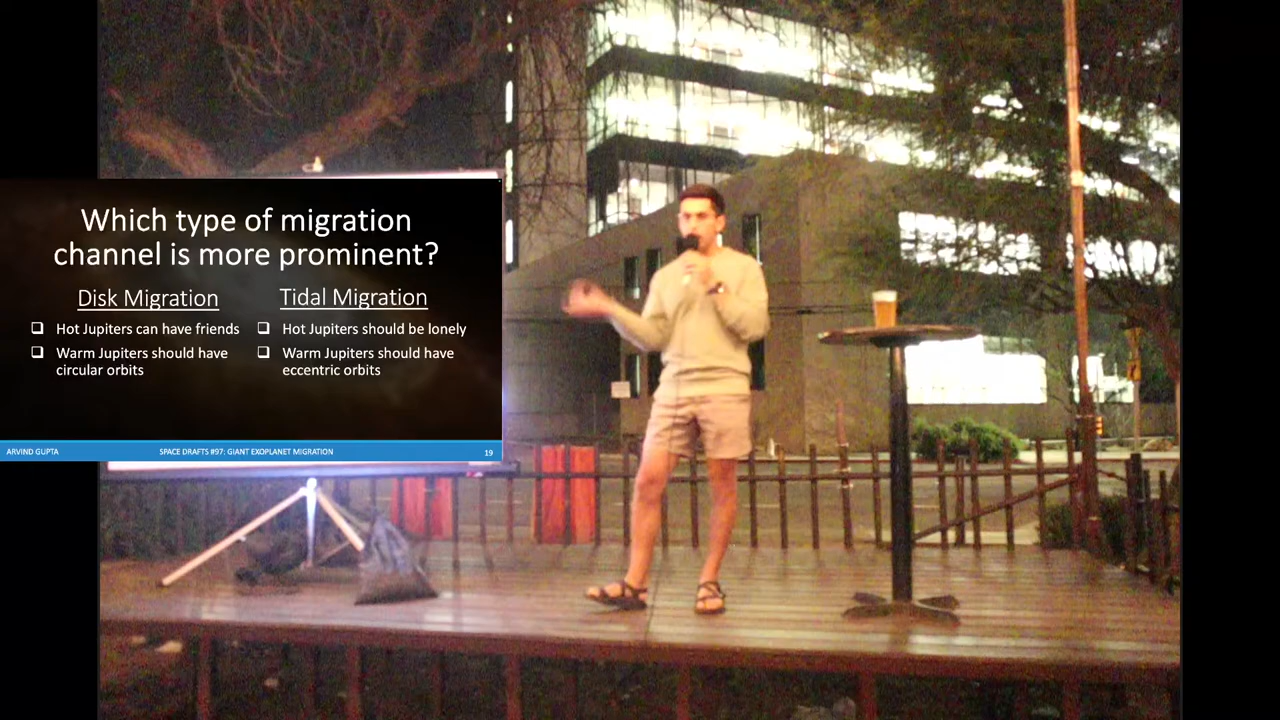 Which type of migration
channel is more prominent?
Disk Migration
Hot Jupiters can have friends
Warm Jupiters should have
circular orbits
Tidal Migration
Hot Jupiters should be lonely
Warm Jupiters should have
eccentric orbits
ARVIND GUPTA
SPACE DRAFTS #97: GIANT EXOPLANET MIGRATION
19